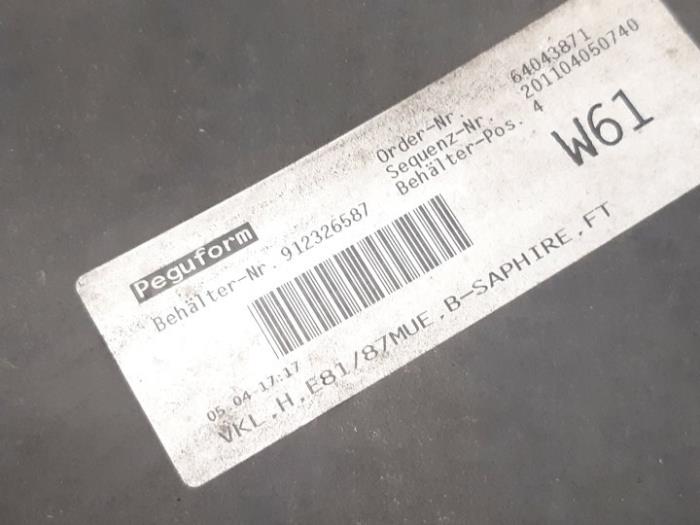 Peguform
Behälter-Nr. 912326587
Order-Nr. 64043871
Sequenz-Nr. 201104050740
Behälter-Pos. 4
W61
05.04-17:17
VKL.H.E81/87MUE.B-SAPHIRE.FT